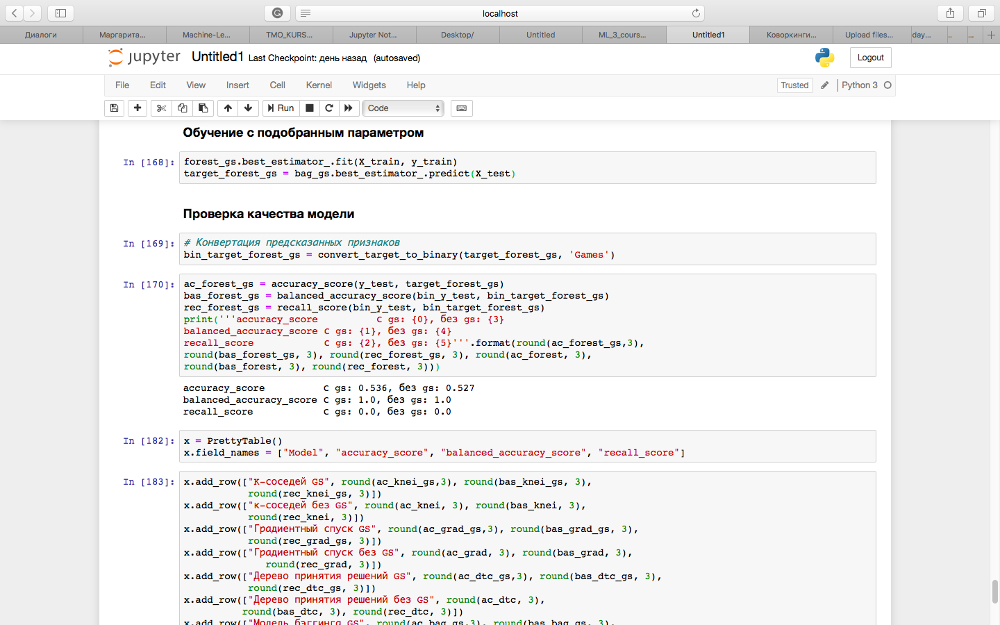 localhost
Диалоги
Маргарита...
Machine-Le...
TMO_KURS...
Jupyter Not...
Desktop/
Untitled
ML_3_cours...
Untitled1
Коворкинги...
Upload files...
day...
..
...
jupyter Untitled1 Last Checkpoint: день назад (autosaved)
Logout
File Edit View Insert Cell Kernel Widgets Help
Trusted
Python 3
Run
Code
Обучение с подобранным параметром
In [168]: forest_gs.best_estimator_.fit(X_train, y_train)
target_forest_gs = bag_gs.best_estimator_.predict(X_test)
Проверка качества модели
In [169]: # Конвертация предсказанных признаков
bin_target_forest_gs = convert_target_to_binary(target_forest_gs, 'Games')
In [170]: ac_forest_gs = accuracy_score(y_test, target_forest_gs)
bas_forest_gs = balanced_accuracy_score(bin_y_test, bin_target_forest_gs)
rec_forest_gs = recall_score(bin_y_test, bin_target_forest_gs)
print('''accuracy_score          с gs: {0}, без gs: {3}
balanced_accuracy_score с gs: {1}, без gs: {4}
recall_score            с gs: {2}, без gs: {5}'''.format(round(ac_forest_gs,3),
round(bas_forest_gs, 3), round(rec_forest_gs, 3), round(ac_forest, 3),
round(bas_forest, 3), round(rec_forest, 3)))
accuracy_score          с gs: 0.536, без gs: 0.527
balanced_accuracy_score с gs: 1.0, без gs: 1.0
recall_score            с gs: 0.0, без gs: 0.0
In [182]: x = PrettyTable()
x.field_names = ["Model", "accuracy_score", "balanced_accuracy_score", "recall_score"]
In [183]: x.add_row(["К-соседей GS", round(ac_knei_gs,3), round(bas_knei_gs, 3),
round(rec_knei_gs, 3)])
x.add_row(["к-соседей без GS", round(ac_knei, 3), round(bas_knei, 3),
round(rec_knei, 3)])
x.add_row(["Градиентный спуск GS", round(ac_grad_gs,3), round(bas_grad_gs, 3),
round(rec_grad_gs, 3)])
x.add_row(["Градиентный спуск без GS", round(ac_grad, 3), round(bas_grad, 3),
round(rec_grad, 3)])
x.add_row(["Дерево принятия решений GS", round(ac_dtc_gs,3), round(bas_dtc_gs, 3),
round(rec_dtc_gs, 3)])
x.add_row(["Дерево принятия решений без GS", round(ac_dtc, 3),
round(bas_dtc, 3), round(rec_dtc, 3)])
x.add_row(["Модель бэггинга GS", round(ac_bag_gs,3), round(bas_bag_gs, 3),